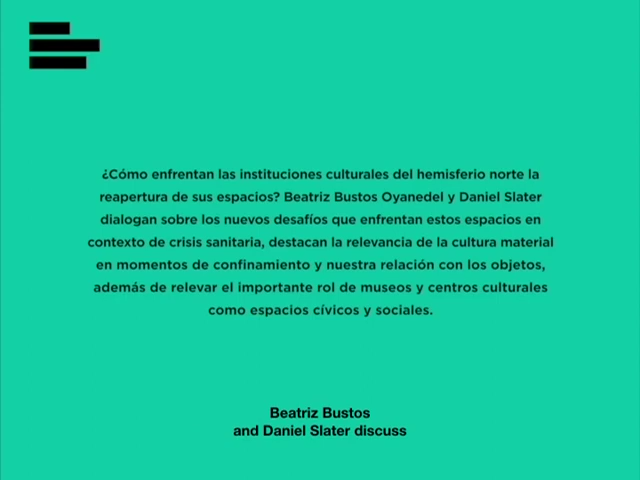 ¿Cómo enfrentan las instituciones culturales del hemisferio norte la
reapertura de sus espacios? Beatriz Bustos Oyanedel y Daniel Slater
dialogan sobre los nuevos desafíos que enfrentan estos espacios en
contexto de crisis sanitaria, destacan la relevancia de la cultura material
en momentos de confinamiento y nuestra relación con los objetos,
además de relevar el importante rol de museos y centros culturales
como espacios cívicos y sociales.
Beatriz Bustos
and Daniel Slater discuss